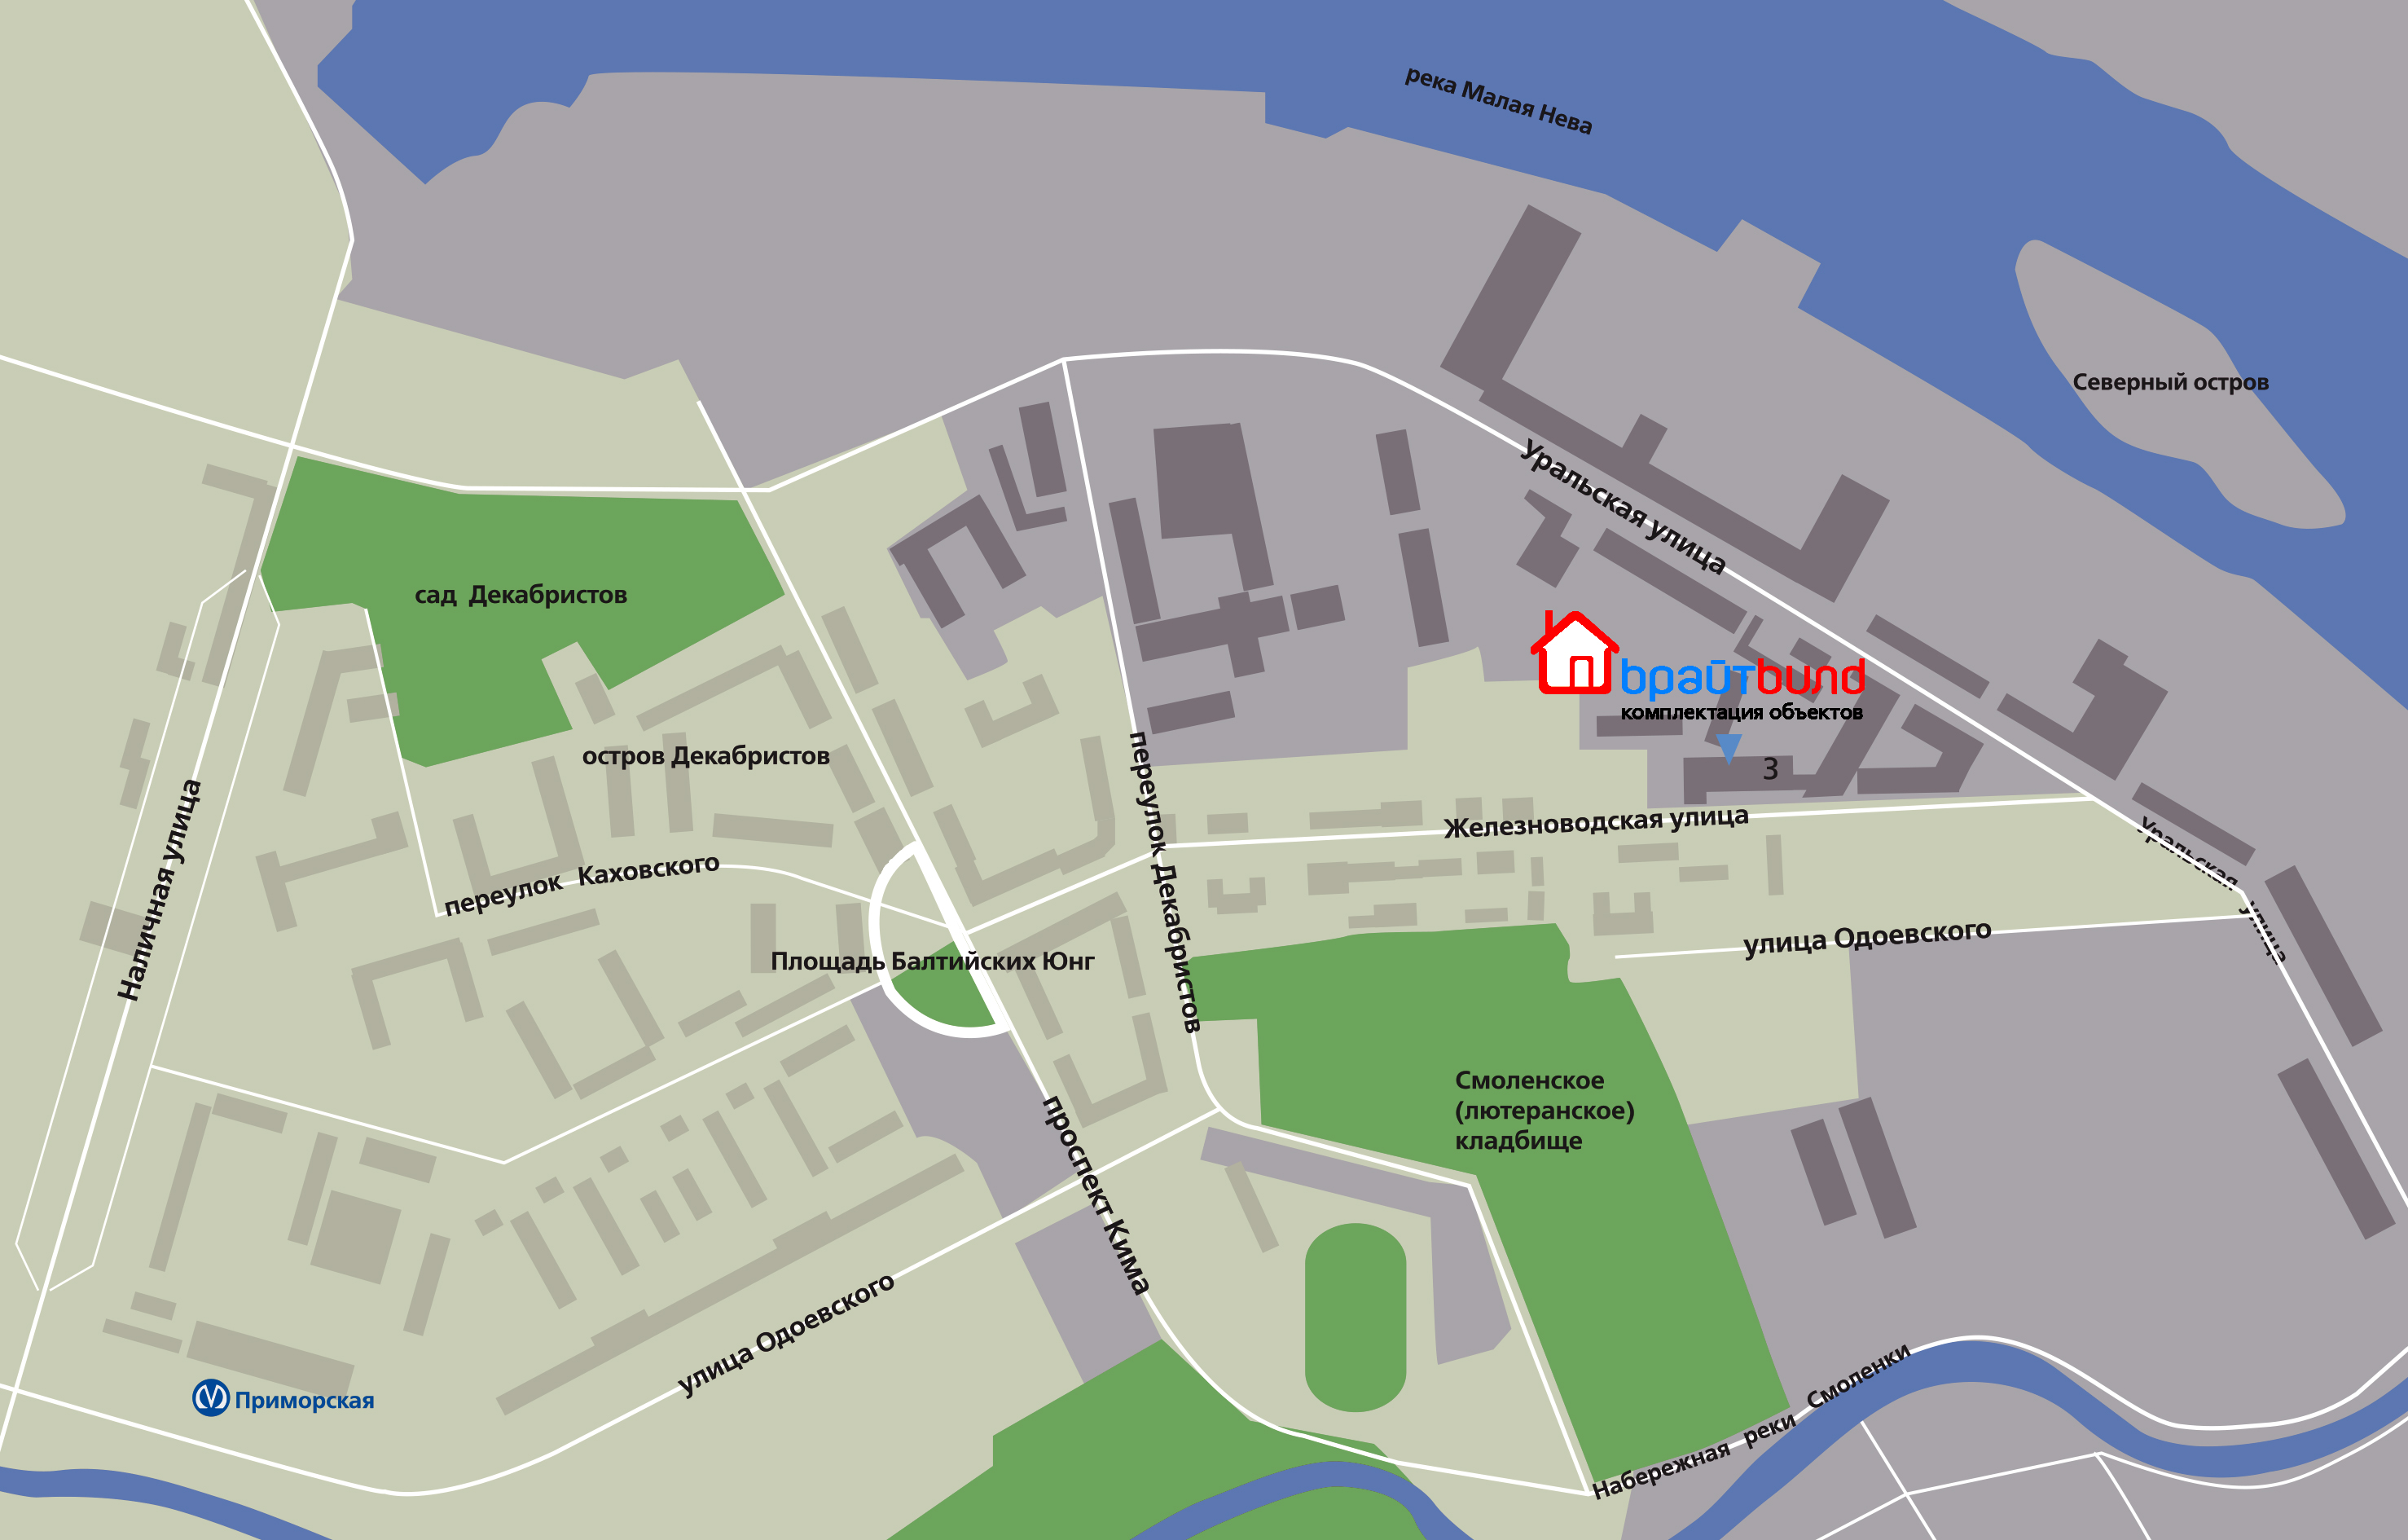 река Малая Нева
Северный остров
Уральская улица
сад Декабристов
bраūтbuпd
комплектация объектов
3
остров Декабристов
переулок Декабристов
Железноводская улица
Уральская улица
Наличная улица
переулок Каховского
улица Одоевского
Площадь Балтийских Юнг
Смоленское
(лютеранское)
кладбище
проспект Кима
улица Одоевского
Приморская
Набережная реки Смоленки